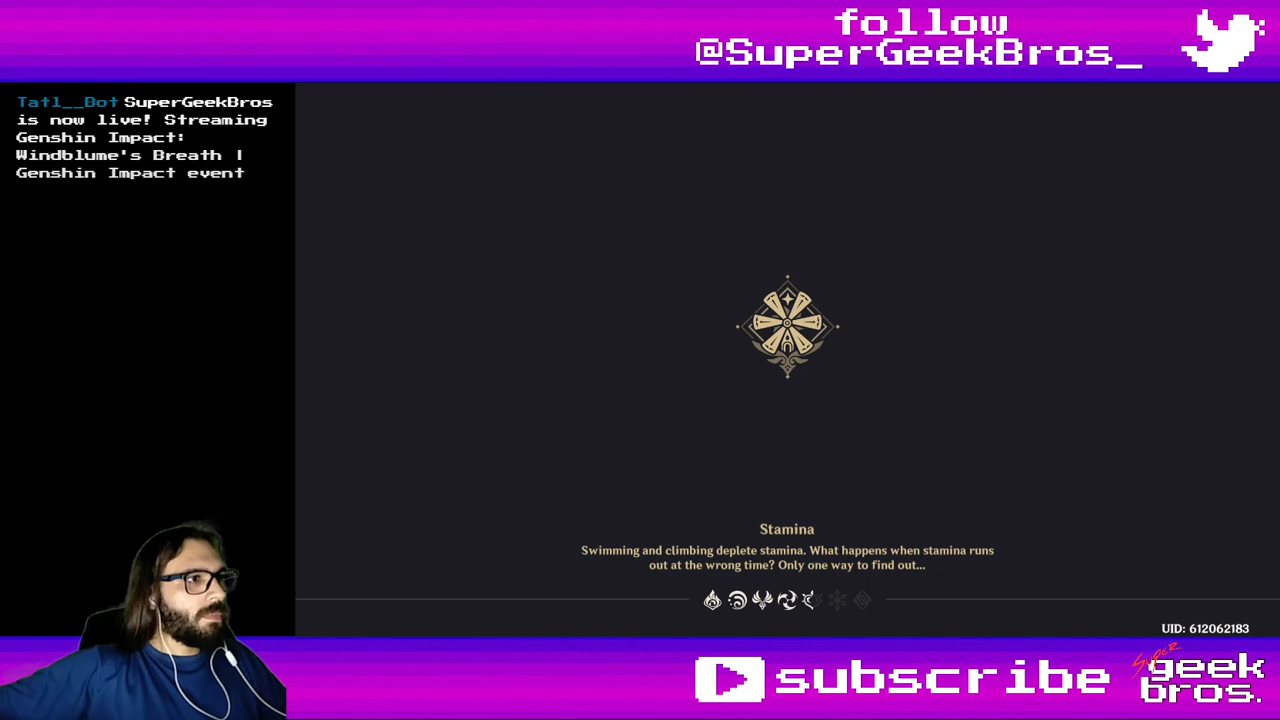 follow
@SuperGeekBros_
Tatl__Bot SuperGeekBros
is now live! Streaming
Genshin Impact:
Windblume's Breath |
Genshin Impact event
Stamina
Swimming and climbing deplete stamina. What happens when stamina runs
out at the wrong time? Only one way to find out...
UID: 612062183
subscribe
SUPER
geek
bros.